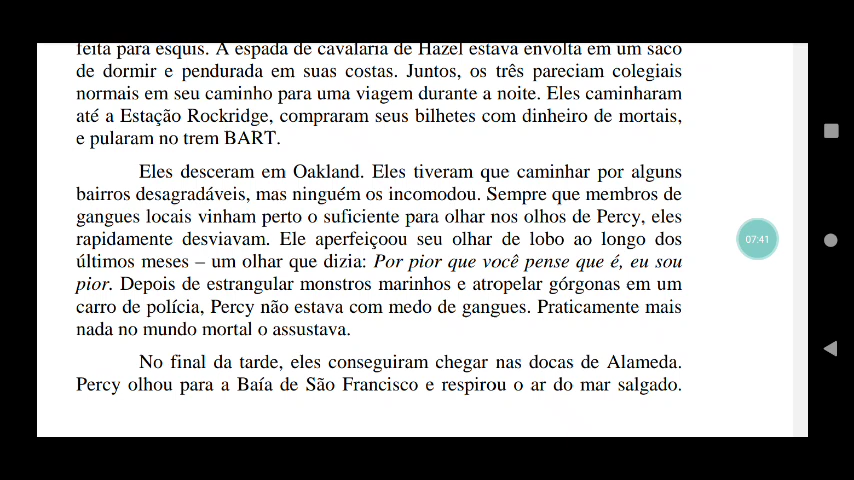 feita para esquis. A espada de cavalaria de Hazel estava envolta em um saco
de dormir e pendurada em suas costas. Juntos, os três pareciam colegiais
normais em seu caminho para uma viagem durante a noite. Eles caminharam
até a Estação Rockridge, compraram seus bilhetes com dinheiro de mortais,
e pularam no trem BART.
Eles desceram em Oakland. Eles tiveram que caminhar por alguns
bairros desagradáveis, mas ninguém os incomodou. Sempre que membros de
gangues locais vinham perto o suficiente para olhar nos olhos de Percy, eles
rapidamente desviavam. Ele aperfeiçoou seu olhar de lobo ao longo dos
últimos meses – um olhar que dizia: Por pior que você pense que é, eu sou
pior. Depois de estrangular monstros marinhos e atropelar górgonas em um
carro de polícia, Percy não estava com medo de gangues. Praticamente mais
nada no mundo mortal o assustava.
No final da tarde, eles conseguiram chegar nas docas de Alameda.
Percy olhou para a Baía de São Francisco e respirou o ar do mar salgado.
07:41